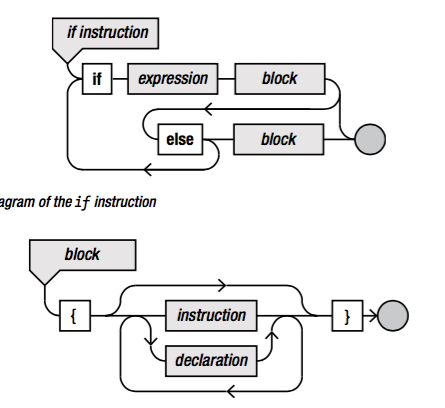 if instruction
if expression block
else block
agram of the if instruction
block
{ instruction }
declaration